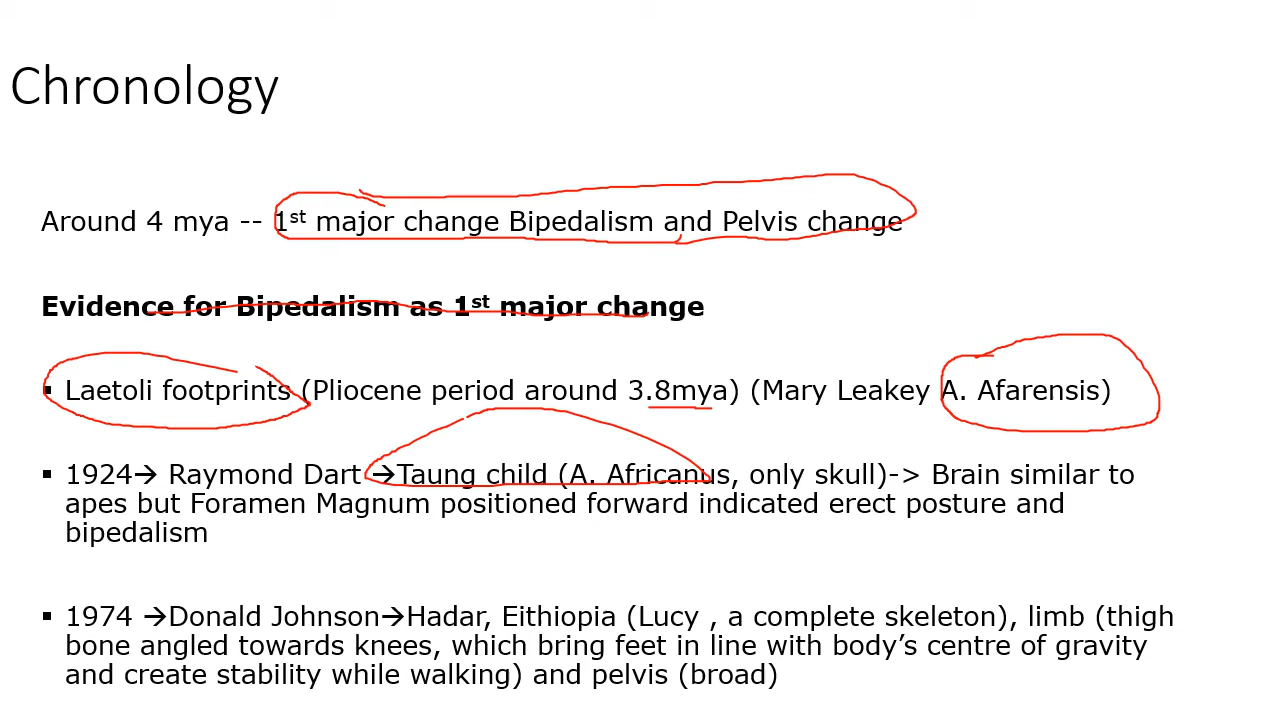 Chronology
Around 4 mya -- 1st major change Bipedalism and Pelvis change
Evidence for Bipedalism as 1st major change
▪ Laetoli footprints (Pliocene period around 3.8mya) (Mary Leakey A. Afarensis)
▪ 1924→ Raymond Dart →Taung child (A. Africanus, only skull)-> Brain similar to
apes but Foramen Magnum positioned forward indicated erect posture and
bipedalism
▪ 1974 →Donald Johnson→Hadar, Eithiopia (Lucy , a complete skeleton), limb (thigh
bone angled towards knees, which bring feet in line with body’s centre of gravity
and create stability while walking) and pelvis (broad)